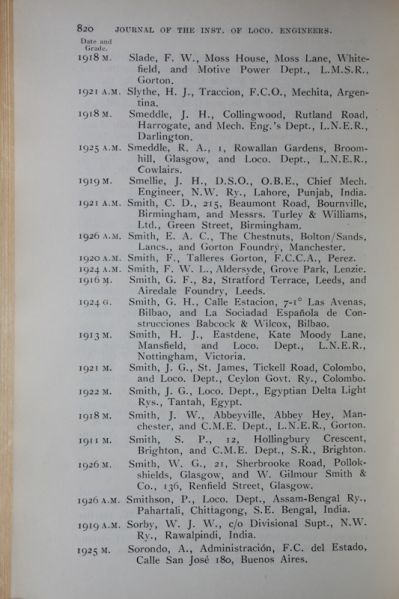 820 JOURNAL OF THE INST. OF LOCO. ENGINEERS.
Date and
Grade.
1918 M. Slade, F. W., Moss House, Moss Lane, White-
field, and Motive Power Dept., L.M.S.R.,
Gorton.
1921 A.M. Slythe, H. J., Traccion, F.C.O., Mechita, Argen-
tina.
1918 M. Smeddle, J. H., Collingwood, Rutland Road,
Harrogate, and Mech. Eng.'s Dept., L.N.E.R.,
Darlington.
1925 A.M. Smeddle, R. A., 1, Rowallan Gardens, Broom-
hill, Glasgow, and Loco. Dept., L.N.E.R.,
Cowlairs.
1919 M. Smellie, J. H., D.S.O., O.B.E., Chief Mech.
Engineer, N.W. Ry., Lahore, Punjab, India.
1921 A.M. Smith, C. D., 215, Beaumont Road, Bournville,
Birmingham, and Messrs. Turley & Williams,
Ltd., Green Street, Birmingham.
1926 A.M. Smith, E. A. C., The Chestnuts, Bolton/Sands,
Lancs., and Gorton Foundry, Manchester.
1920 A.M. Smith, F., Talleres Gorton, F.C.C.A., Perez.
1924 A.M. Smith, F. W. L., Aldersyde, Grove Park, Lenzie.
1916 M. Smith, G. F., 82, Stratford Terrace, Leeds, and
Airedale Foundry, Leeds.
1924 G. Smith, G. H., Calle Estacion, 7-1° Las Avenas,
Bilbao, and La Sociadad Española de Con-
strucciones Babcock & Wilcox, Bilbao.
1913 M. Smith, H. J., Eastdene, Kate Moody Lane,
Mansfield, and Loco. Dept., L.N.E.R.,
Nottingham, Victoria.
1921 M. Smith, J. G., St. James, Tickell Road, Colombo,
and Loco. Dept., Ceylon Govt. Ry., Colombo.
1922 M. Smith, J. G., Loco. Dept., Egyptian Delta Light
Rys., Tantah, Egypt.
1918 M. Smith, J. W., Abbeyville, Abbey Hey, Man-
chester, and C.M.E. Dept., L.N.E.R., Gorton.
1911 M. Smith, S. P., 12, Hollingbury Crescent,
Brighton, and C.M.E. Dept., S.R., Brighton.
1926 M. Smith, W. G., 21, Sherbrooke Road, Pollok-
shields, Glasgow, and W. Gilmour Smith &
Co., 136, Renfield Street, Glasgow.
1926 A.M. Smithson, P., Loco. Dept., Assam-Bengal Ry.,
Pahartali, Chittagong, S.E. Bengal, India.
1919 A.M. Sorby, W. J. W., c/o Divisional Supt., N.W.
Ry., Rawalpindi, India.
1925 M. Sorondo, A., Administración, F.C. del Estado,
Calle San José 180, Buenos Aires.